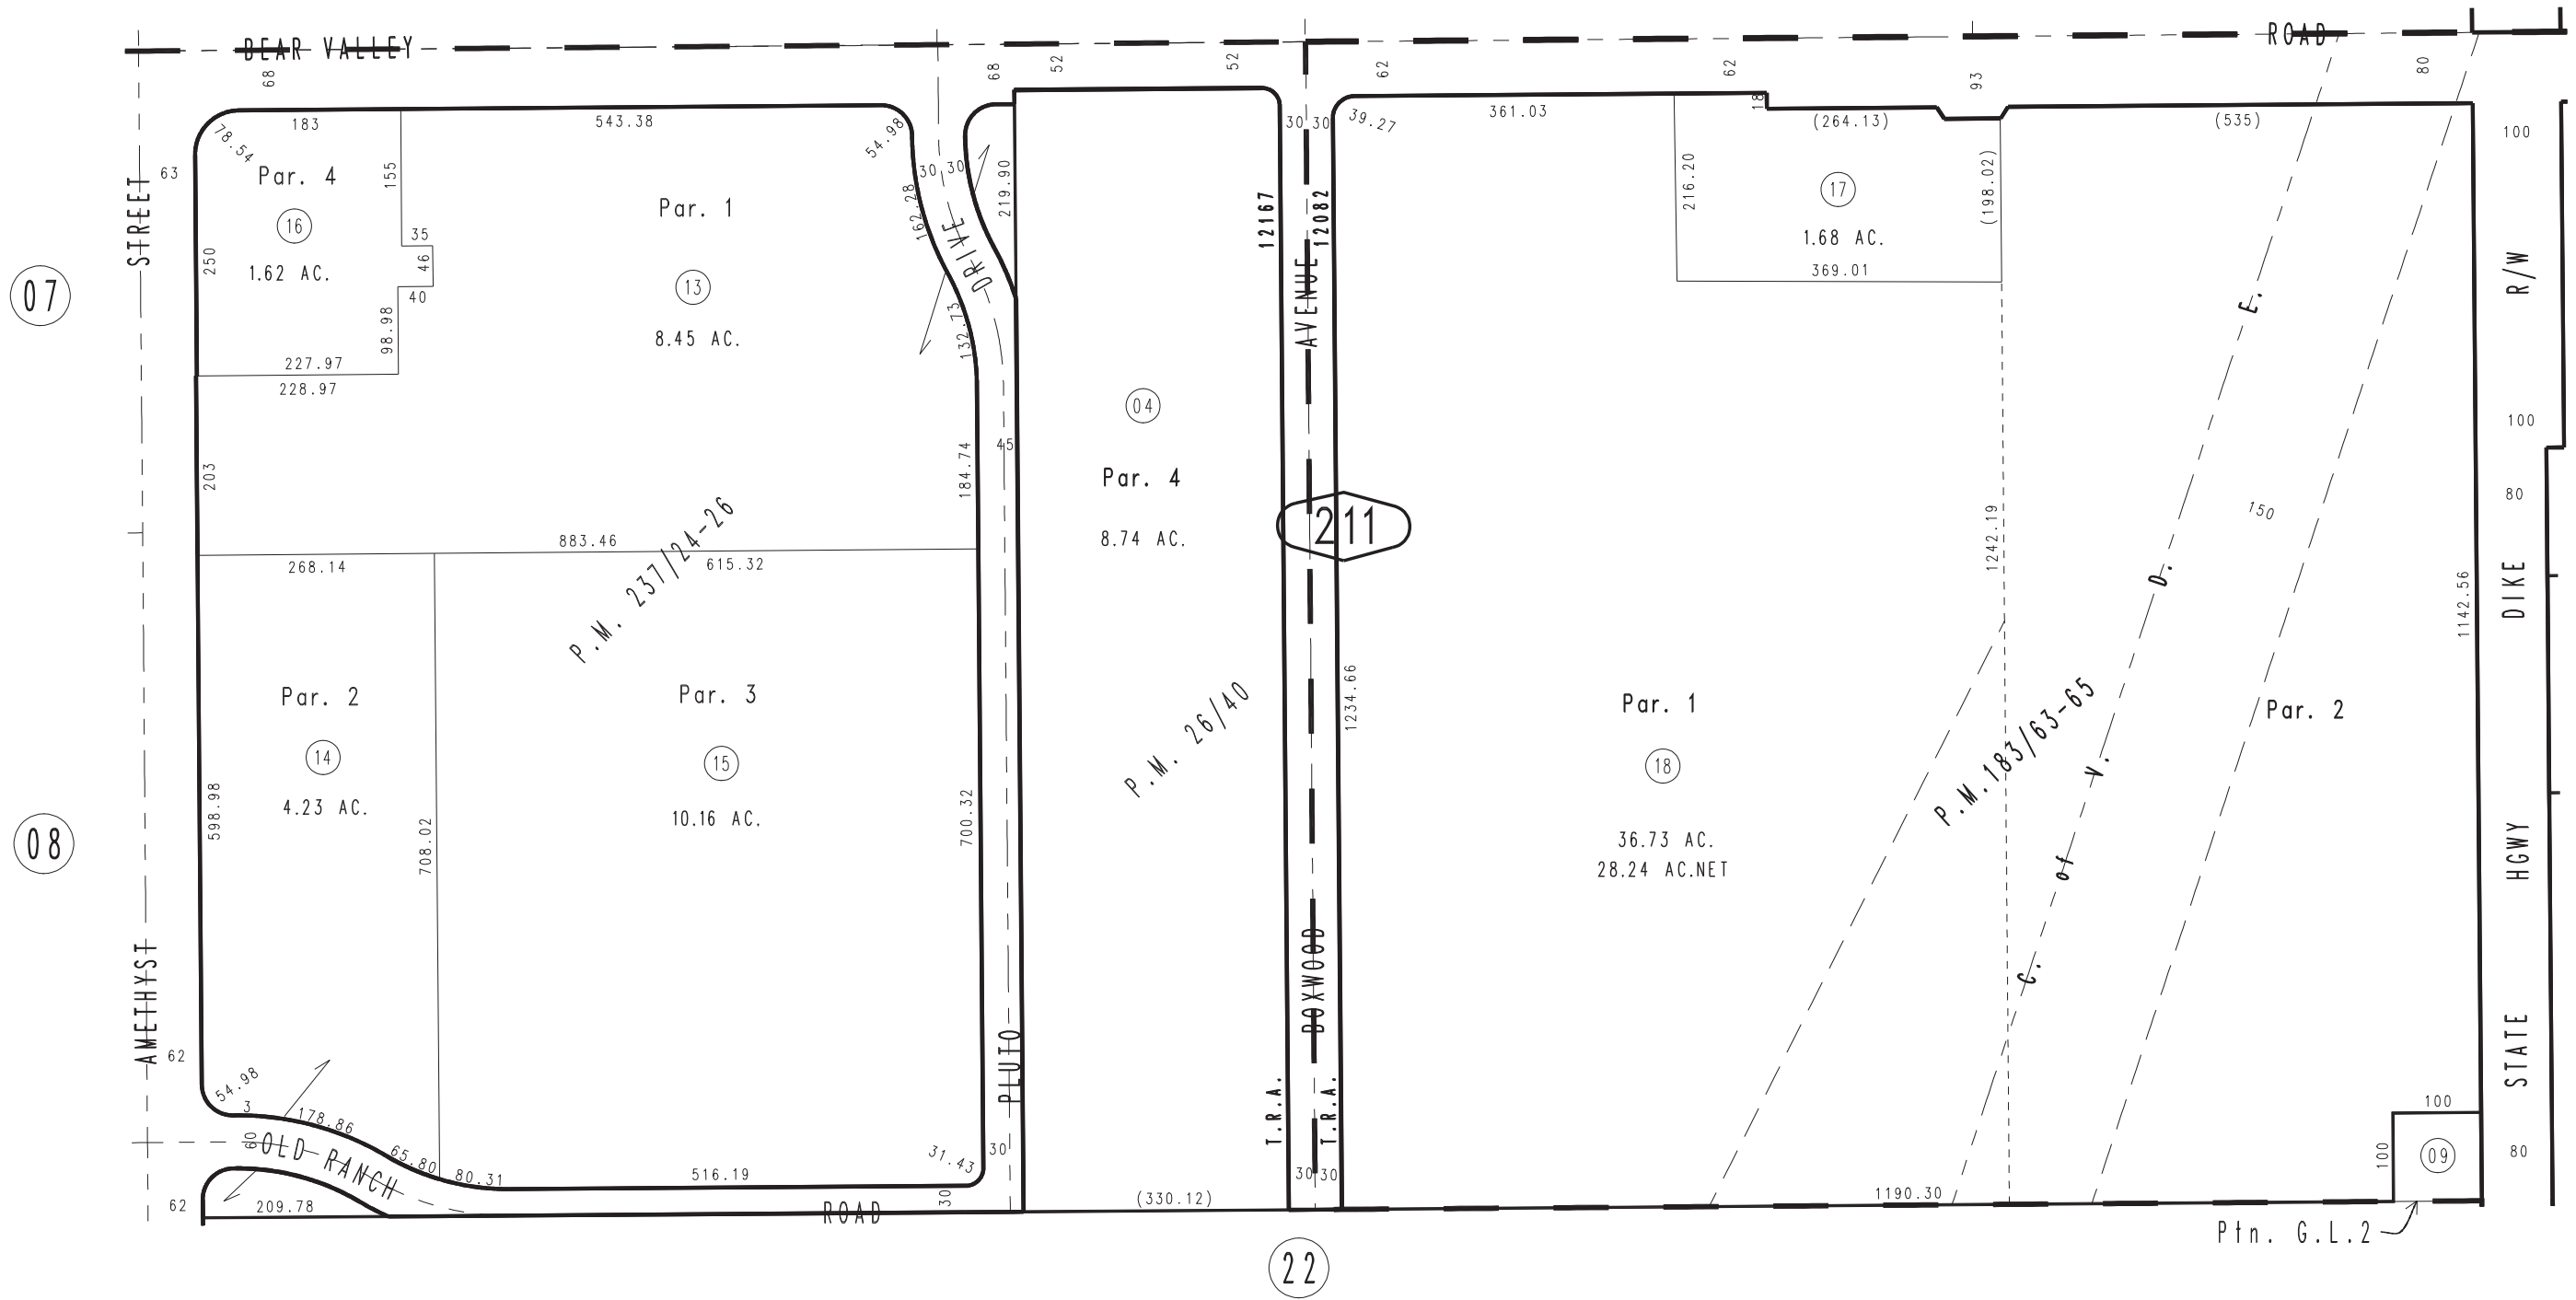 BEAR VALLEY
ROAD
68
68
52
52
62
62
93
80
183
543.38
54.98
78.54
63
STREET
Par. 4
16
1.62 AC.
155
35
46
40
98.98
250
227.97
228.97
203
Par. 1
13
8.45 AC.
162.28
30 30
DRIVE
132.73
219.90
184.74
45
07
883.46
268.14
615.32
P.M. 237/24-26
Par. 2
14
4.23 AC.
598.98
708.02
Par. 3
15
10.16 AC.
700.32
08
AMETHYST
62
54.98
3
178.86
60
OLD RANCH
65.80
80.31
516.19
31.43
30
30
ROAD
PLUTO
62
209.78
04
Par. 4
8.74 AC.
P.M. 26/40
(330.12)
12167
12082
30 30
AVENUE
211
1234.66
BOXWOOD
T.R.A.
T.R.A.
30 30
22
39.27
361.03
18
(264.13)
(535)
216.20
17
1.68 AC.
(198.02)
369.01
1242.19
Par. 1
18
36.73 AC.
28.24 AC.NET
P.M.183/63-65
C. of V. D. E.
150
Par. 2
1142.56
1190.30
100
100
09
Ptn. G.L.2
100
R/W
100
80
DIKE
HGWY
STATE
80